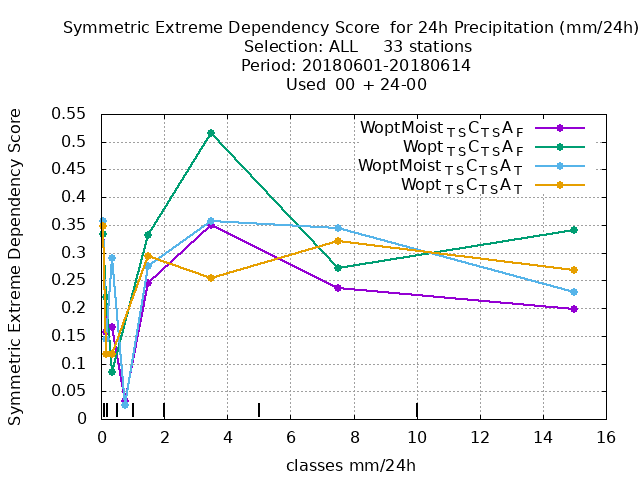 Symmetric Extreme Dependency Score  for 24h Precipitation (mm/24h)
Selection: ALL     33 stations
Period: 20180601-20180614
Used  00  + 24-00
Symmetric Extreme Dependency Score
0.55
0.5
0.45
0.4
0.35
0.3
0.25
0.2
0.15
0.1
0.05
0
WoptMoist TS C TS A F
Wopt TS C TS A F
WoptMoist TS C TS A T
Wopt TS C TS A T
0 2 4 6 8 10 12 14 16
classes mm/24h